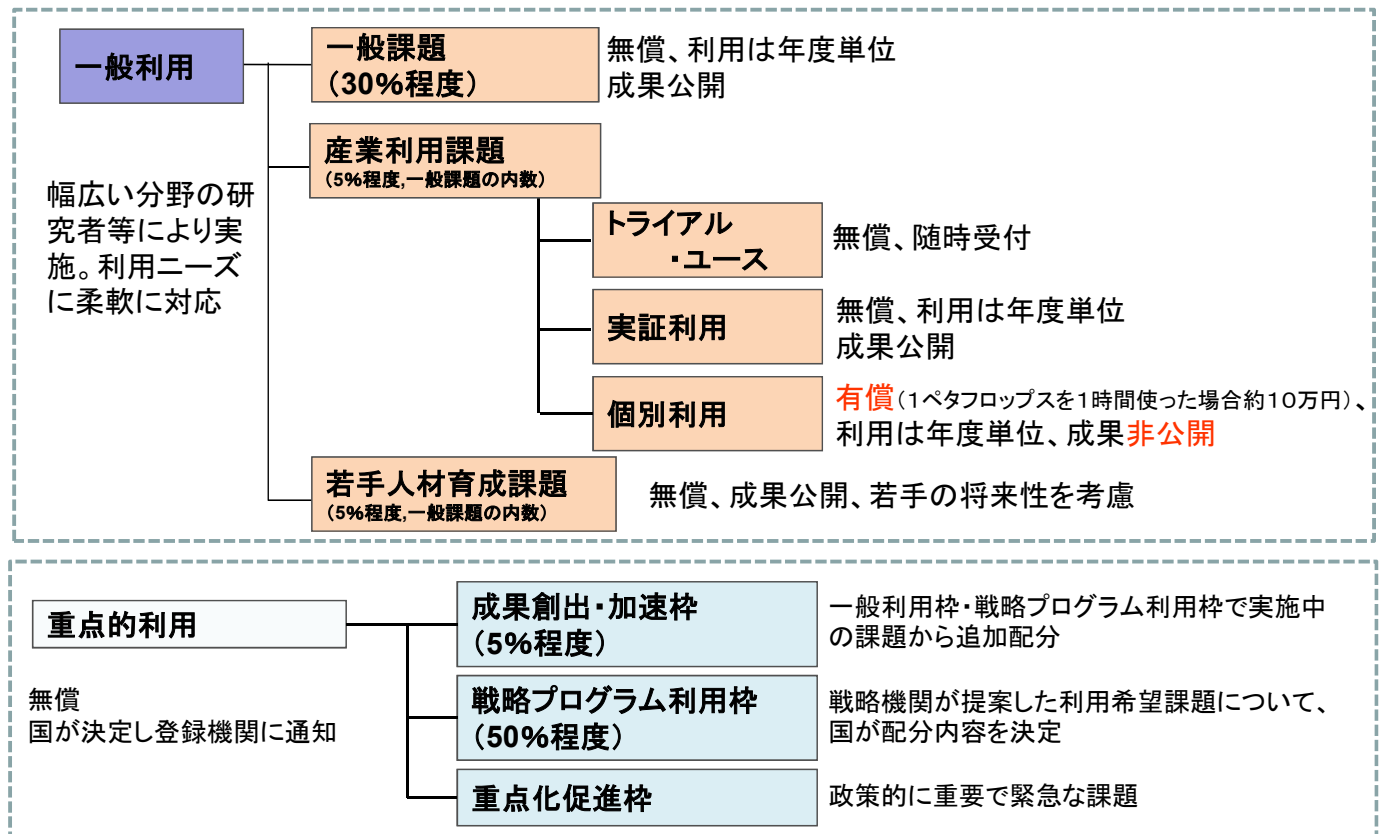 一般利用
幅広い分野の研
究者等により実
施。利用ニーズ
に柔軟に対応
一般課題
(30%程度)
無償、利用は年度単位
成果公開
産業利用課題
(5%程度,一般課題の内数)
トライアル
・ユース
無償、随時受付
実証利用
無償、利用は年度単位
成果公開
個別利用
有償(1ペタフロップスを1時間使った場合約10万円)、
利用は年度単位、成果非公開
若手人材育成課題
(5%程度,一般課題の内数)
無償、成果公開、若手の将来性を考慮
重点的利用
無償
国が決定し登録機関に通知
成果創出・加速枠
(5%程度)
一般利用枠・戦略プログラム利用枠で実施中
の課題から追加配分
戦略プログラム利用枠
(50%程度)
戦略機関が提案した利用希望課題について、
国が配分内容を決定
重点化促進枠
政策的に重要で緊急な課題